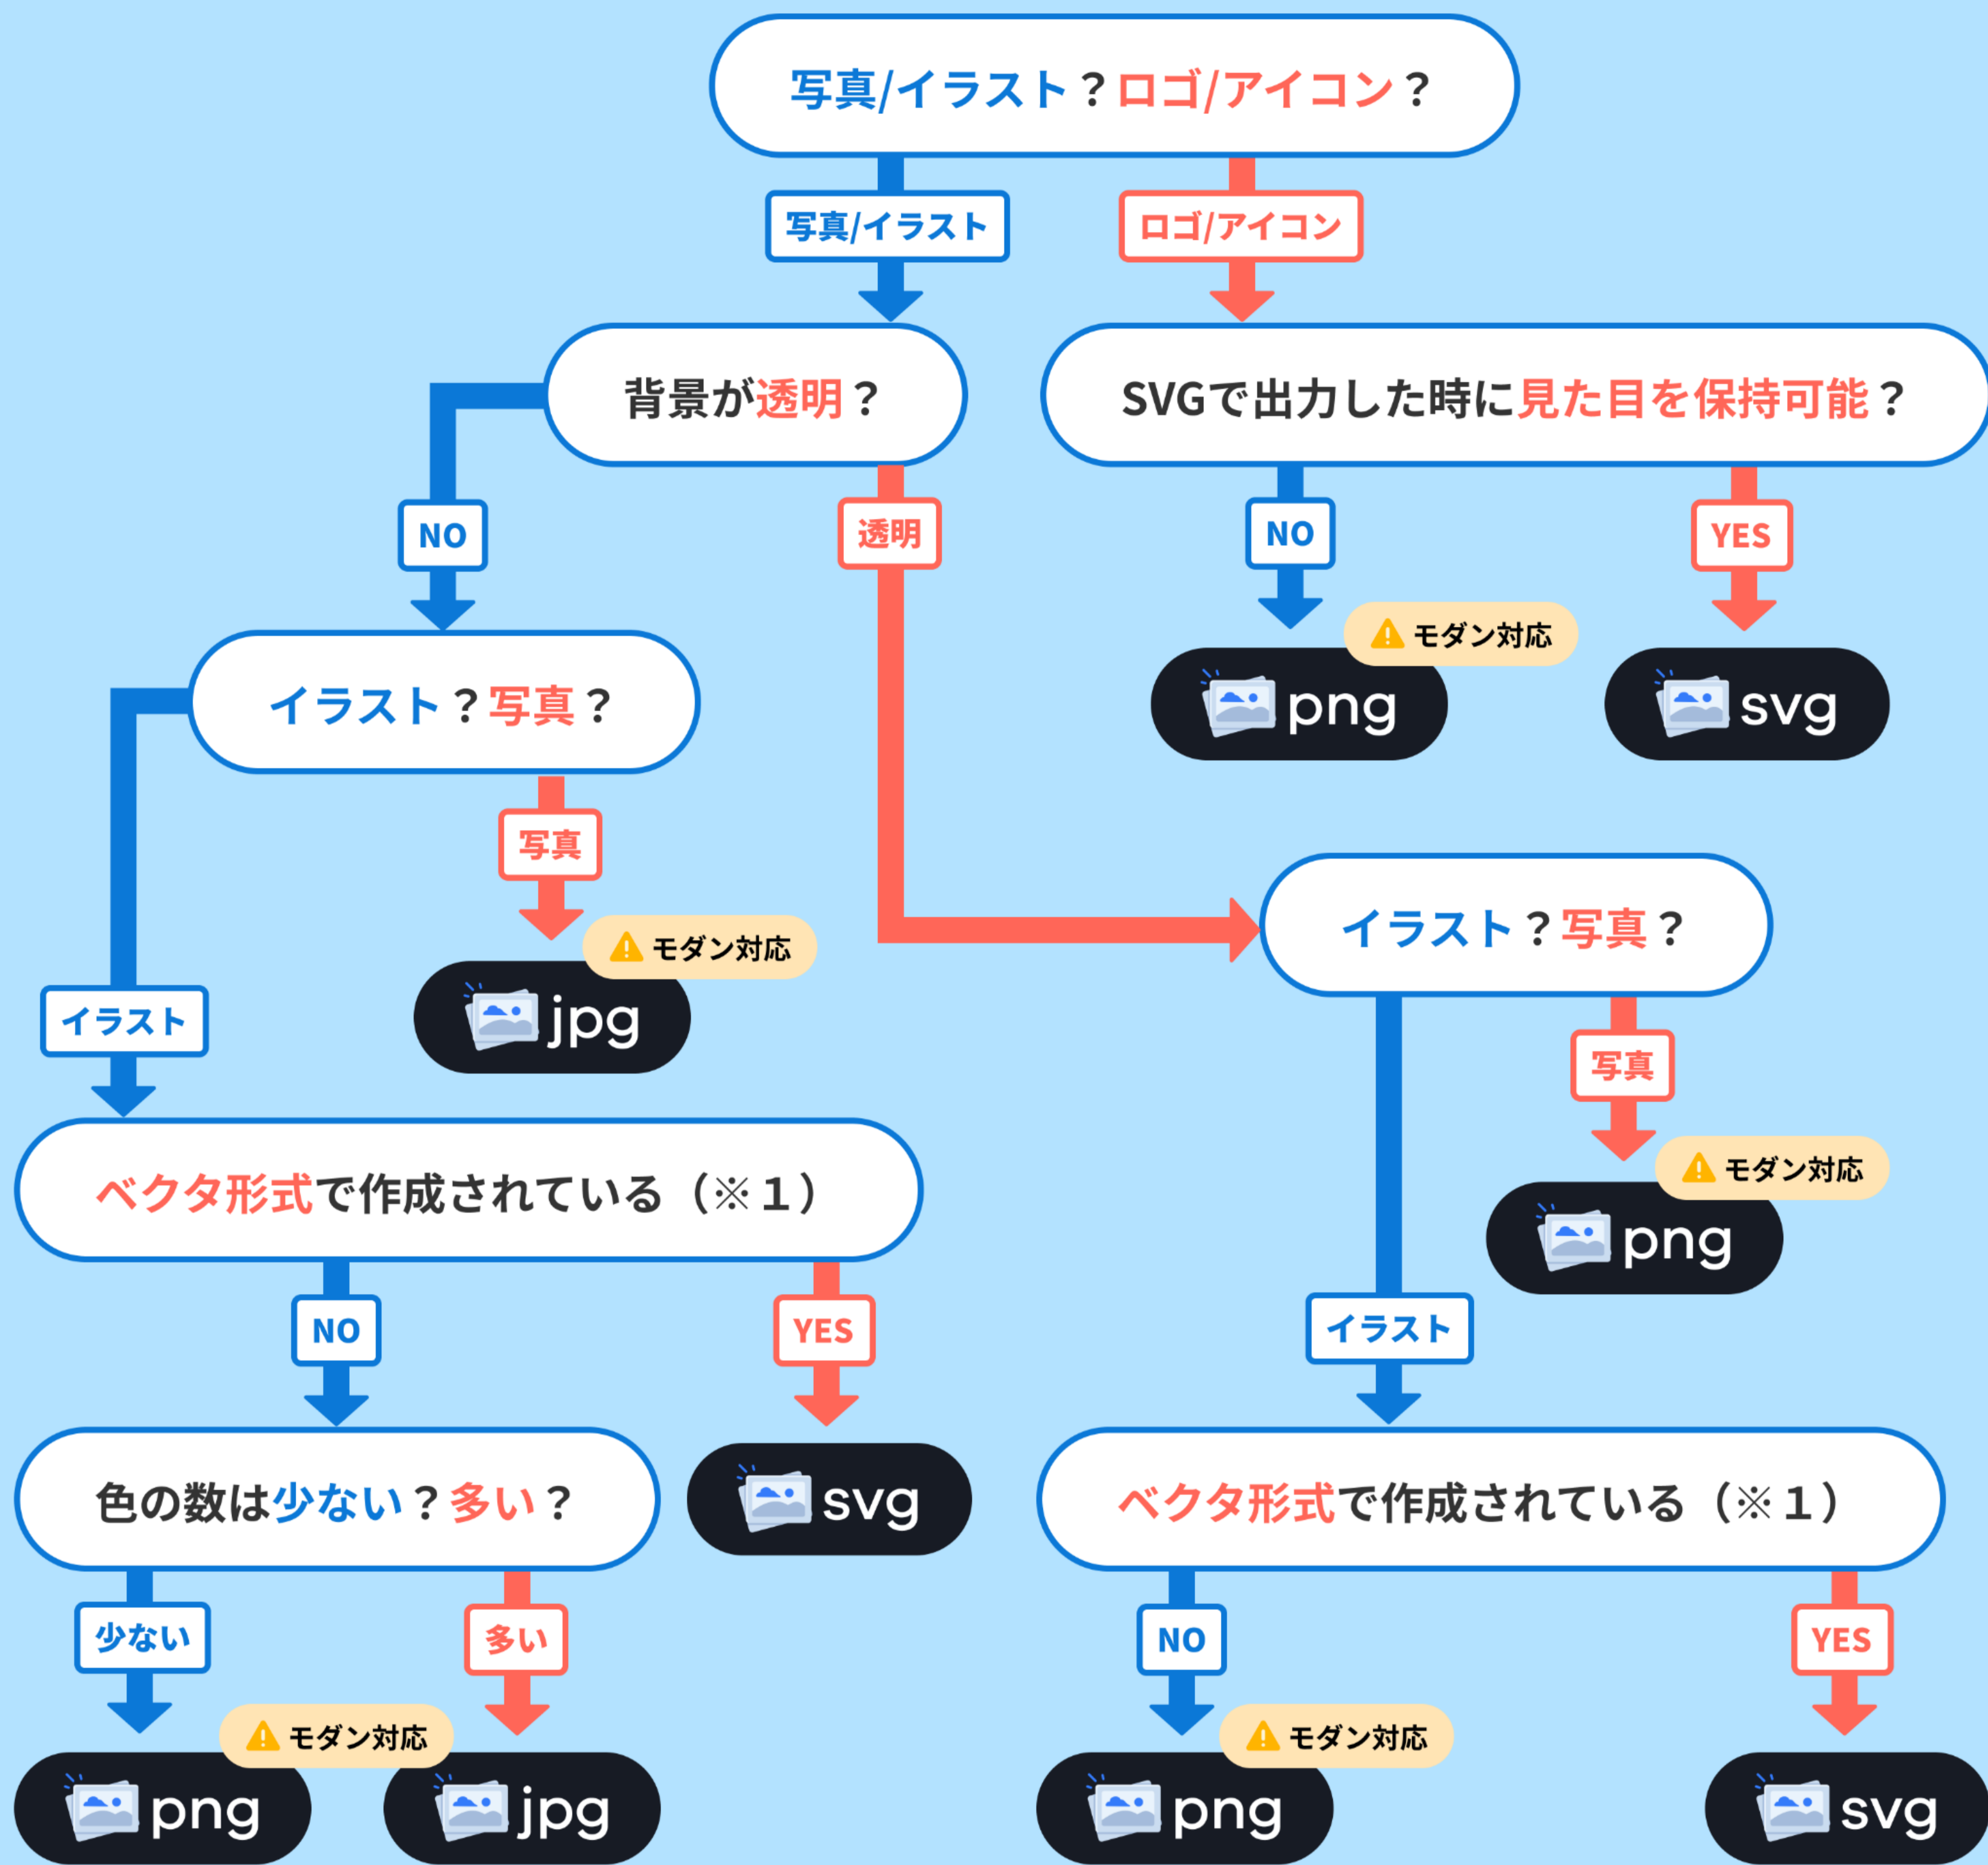 写真/イラスト？ロゴ/アイコン？
写真/イラスト
ロゴ/アイコン
背景が透明？
SVGで出力した時に見た目を保持可能？
NO
透明
NO
YES
モダン対応
イラスト？写真？
png
svg
写真
イラスト？写真？
モダン対応
jpg
イラスト
写真
モダン対応
ベクタ形式で作成されている（※１）
png
NO
YES
イラスト
色の数は少ない？多い？
svg
ベクタ形式で作成されている（※１）
少ない
多い
NO
YES
モダン対応
モダン対応
png
jpg
png
svg